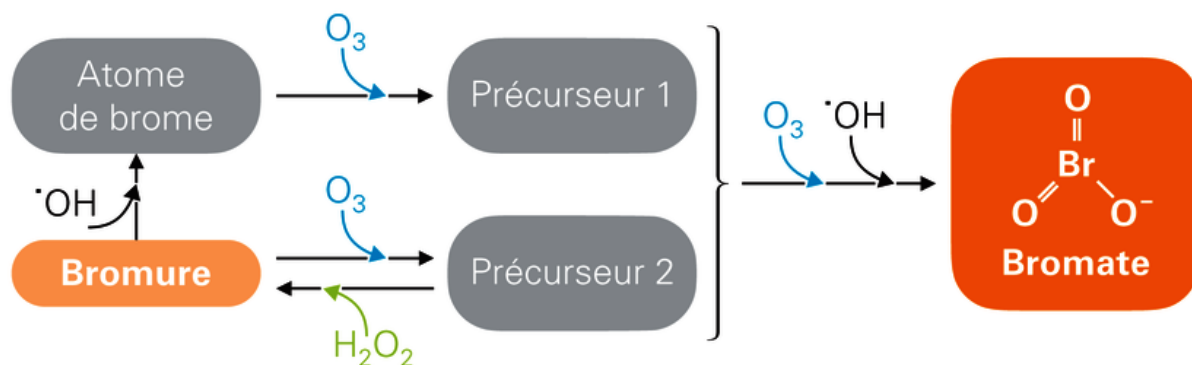 Atome
de brome
O₃
Précurseur 1
˙OH
Bromure
O₃
Précurseur 2
H₂O₂
O₃
˙OH
O
Br
O
O⁻
Bromate